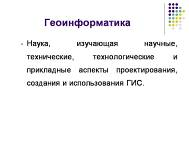 Геоинформатика
Наука, изучающая научные,
технические, технологические и
прикладные аспекты проектирования,
создания и использования ГИС.